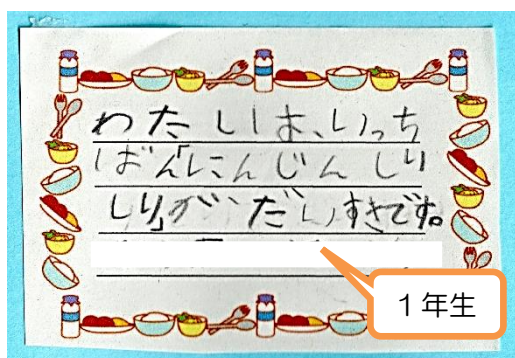 わたしは、いっち
ばん「にんじんしり
しり」が、だいすきです。
1年生